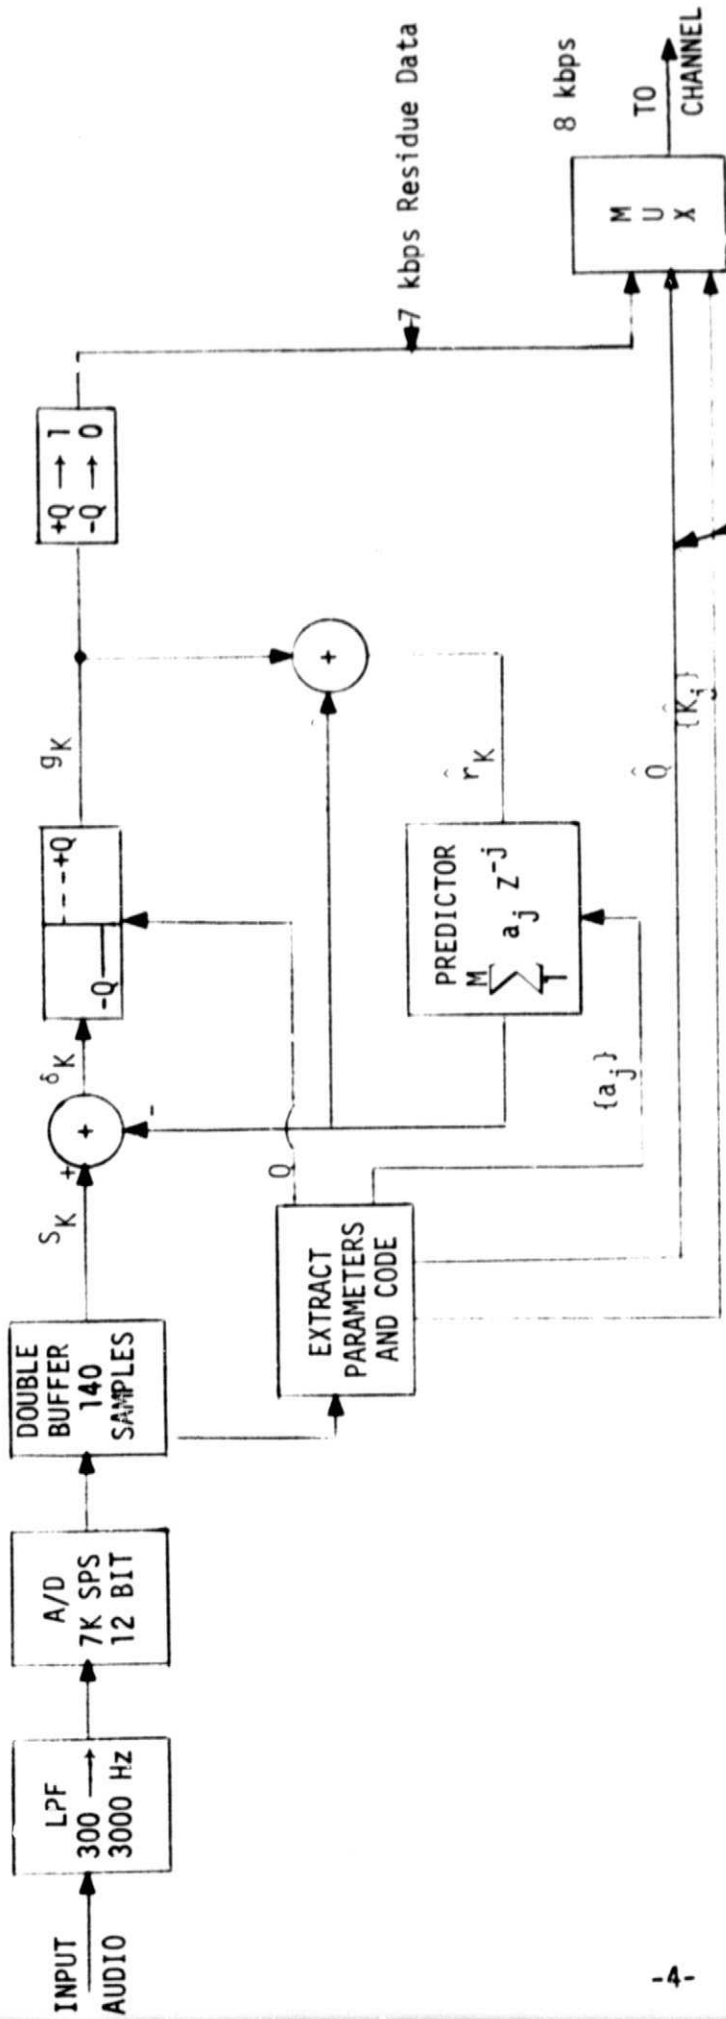 INPUT
AUDIO
LPF
300 →
3000 Hz
A/D
7K SPS
12 BIT
DOUBLE
BUFFER
140
SAMPLES
S_K
+
+
-
δ_K
-Q
+Q
g_K
+Q → 1
-Q → 0
7 kbps Residue Data
EXTRACT
PARAMETERS
AND CODE
Q
+
r̂_K
PREDICTOR
M
∑ a_j Z^-j
1
{a_j}
Q̂
{K̂_j}
M
U
X
8 kbps
TO
CHANNEL
-4-